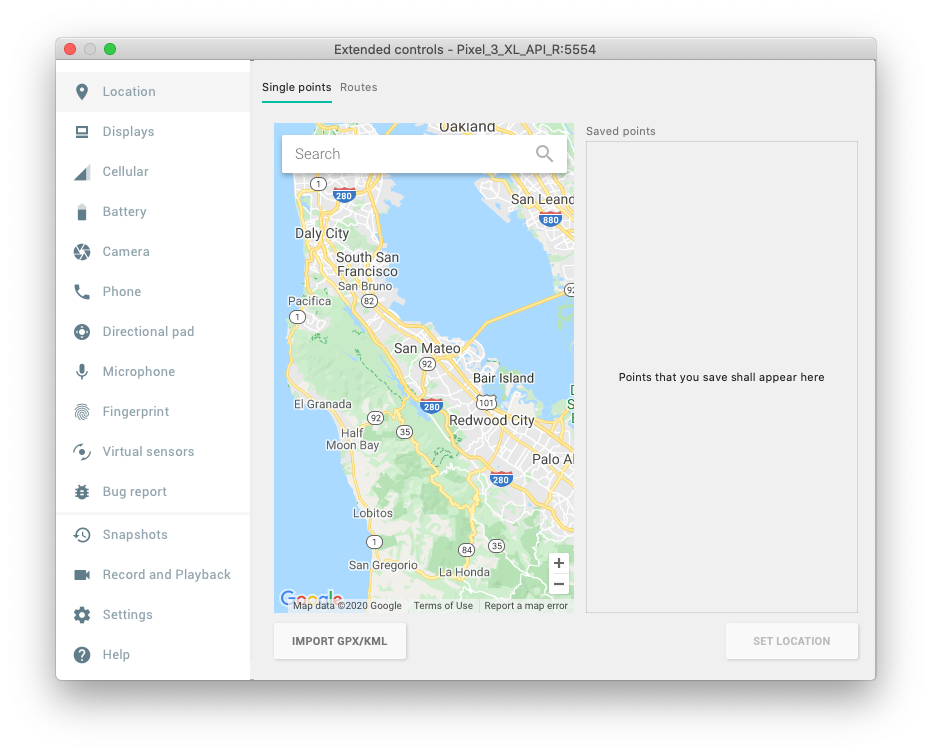 Extended controls - Pixel_3_XL_API_R:5554
Location
Displays
Cellular
Battery
Camera
Phone
Directional pad
Microphone
Fingerprint
Virtual sensors
Bug report
Snapshots
Record and Playback
Settings
Help
Single points Routes
Oakland
Search
1
280
San Leand
880
Daly City
South San
Francisco
San Bruno
92
Pacifica
82
1
San Mateo
92
Bair Island
El Granada
280
101
92
Redwood City
35
Half
Moon Bay
Palo A
280
Lobitos
1
84
35
San Gregorio
La Honda
+
−
Google
Map data ©2020 Google Terms of Use Report a map error
Saved points
Points that you save shall appear here
IMPORT GPX/KML
SET LOCATION